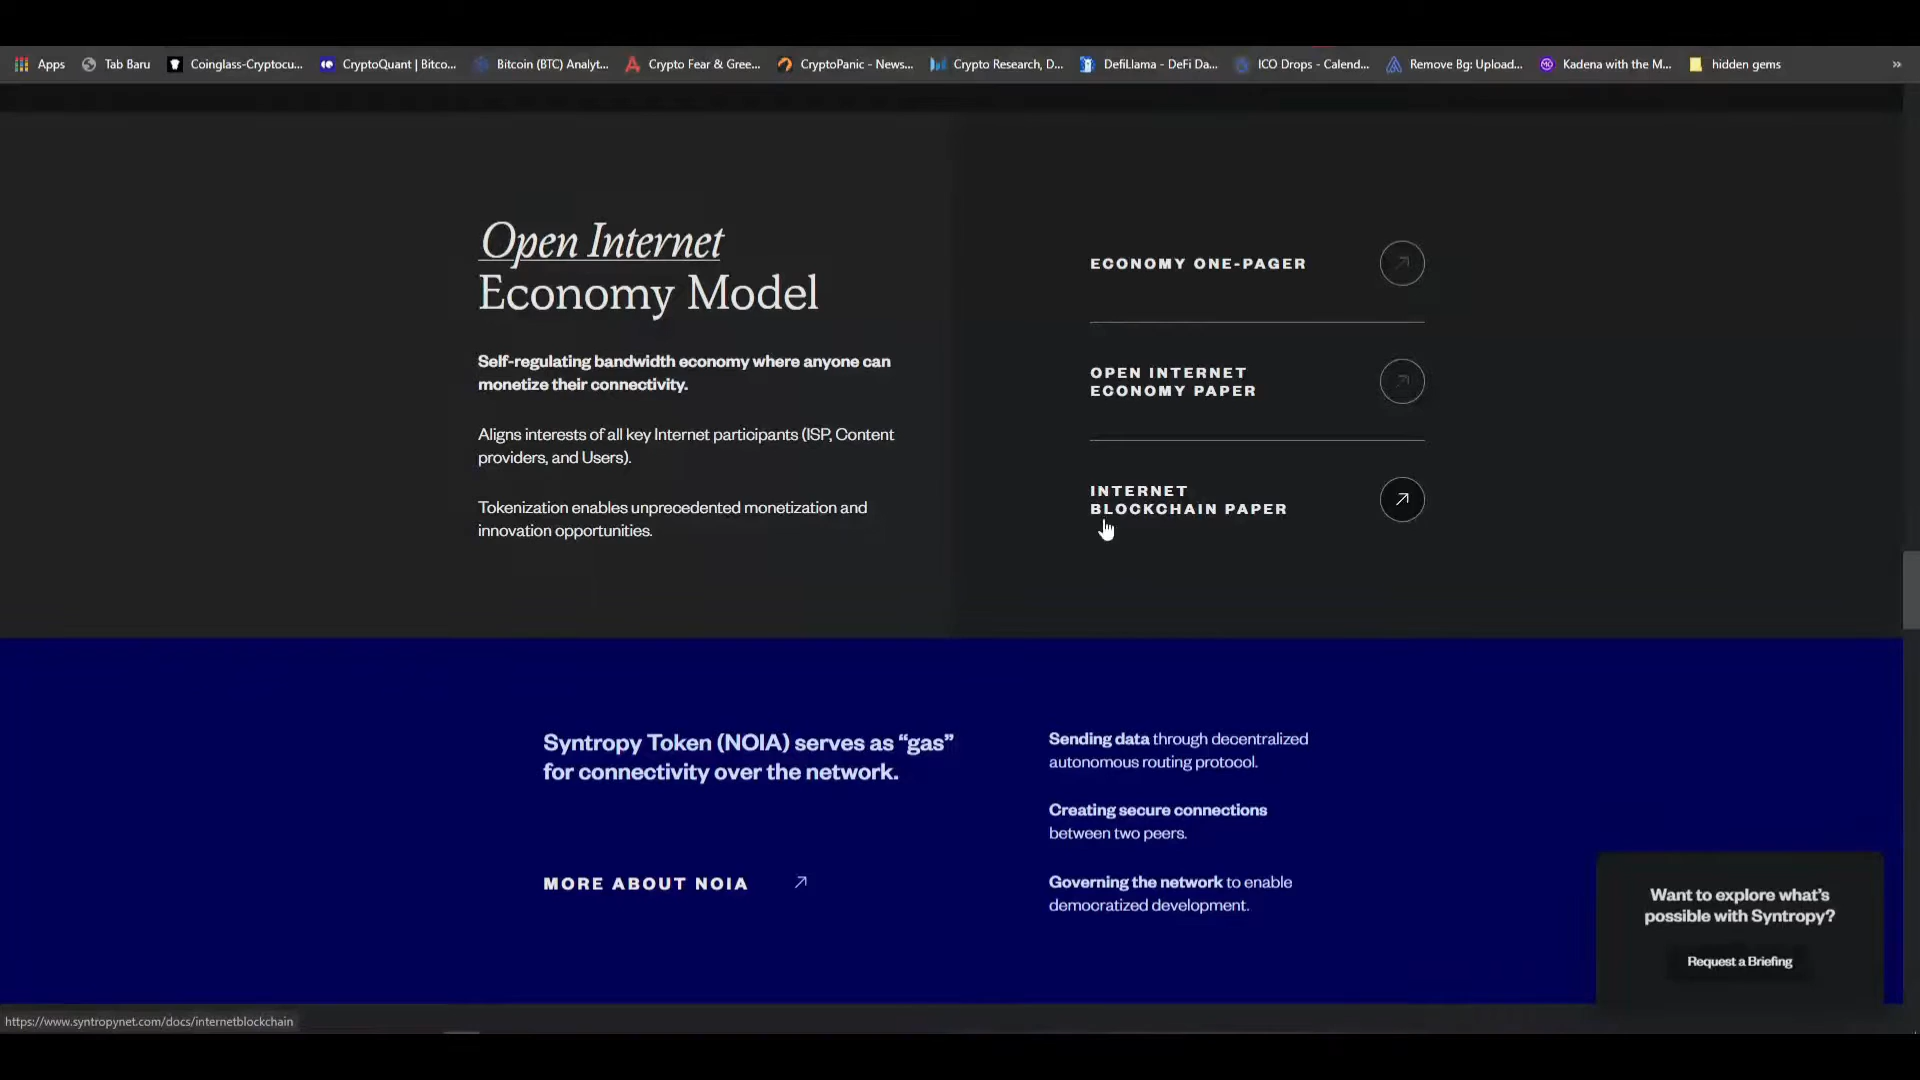 Apps Tab Baru Coinglass-Cryptocu... CryptoQuant | Bitco... Bitcoin (BTC) Analyt... Crypto Fear & Gree... CryptoPanic - News... Crypto Research, D... DefiLlama - DeFi Da... ICO Drops - Calend... Remove Bg: Upload... Kadena with the M... hidden gems »
Open Internet
Economy Model
Self-regulating bandwidth economy where anyone can
monetize their connectivity.
Aligns interests of all key Internet participants (ISP, Content
providers, and Users).
Tokenization enables unprecedented monetization and
innovation opportunities.
ECONOMY ONE-PAGER
OPEN INTERNET
ECONOMY PAPER
INTERNET
BLOCKCHAIN PAPER
Syntropy Token (NOIA) serves as “gas”
for connectivity over the network.
MORE ABOUT NOIA
Sending data through decentralized
autonomous routing protocol.
Creating secure connections
between two peers.
Governing the network to enable
democratized development.
Want to explore what's
possible with Syntropy?
Request a Briefing
https://www.syntropynet.com/docs/internetblockchain